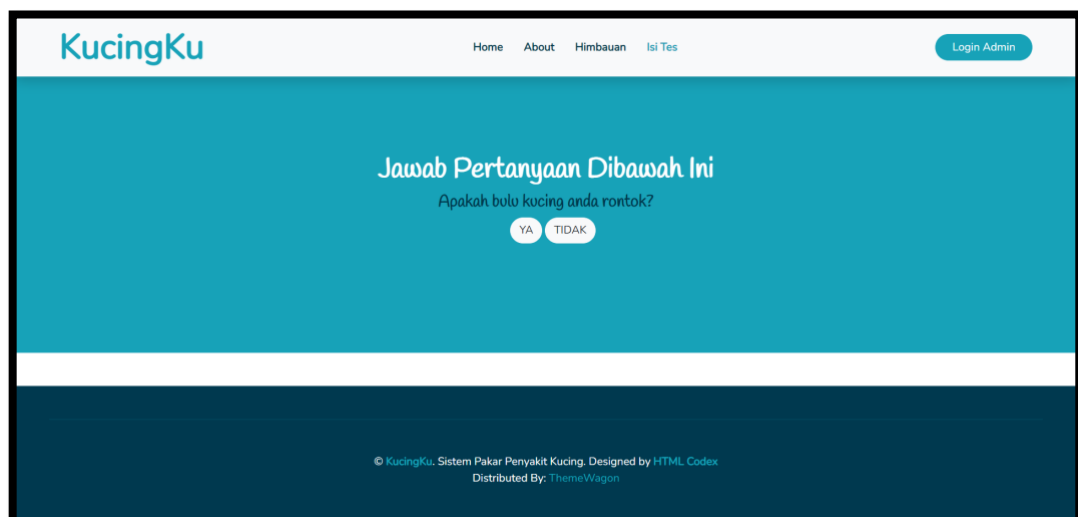 KucingKu
Home About Himbauan Isi Tes
Login Admin
Jawab Pertanyaan Dibawah Ini
Apakah bulu kucing anda rontok?
YA TIDAK
© KucingKu. Sistem Pakar Penyakit Kucing. Designed by HTML Codex
Distributed By: ThemeWagon